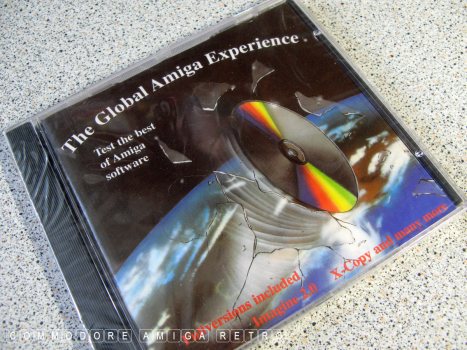 The Global Amiga Experience
Test the best
of Amiga
software
Fullversions included
Imagine 2.0 X-Copy and many more
COMMODORE AMIGA RETRO